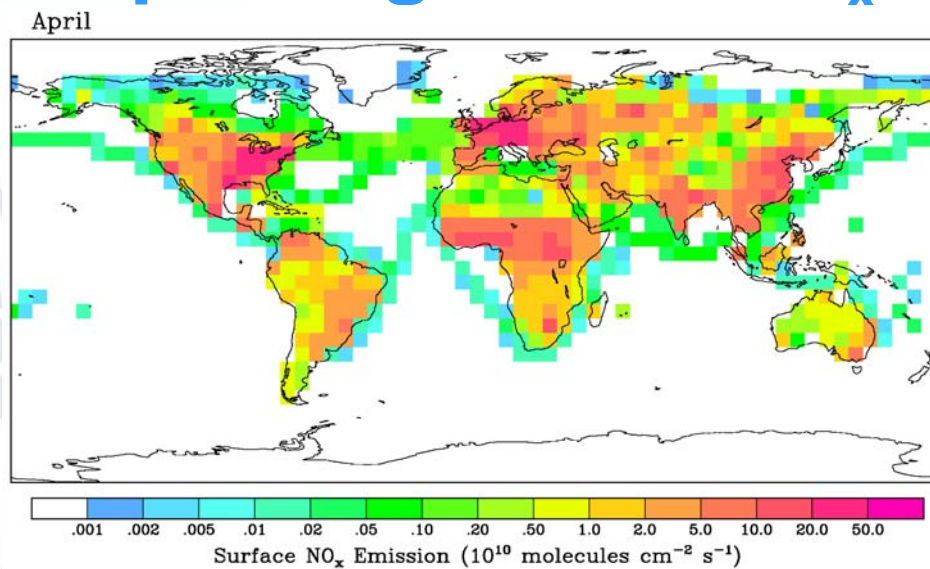 April
.001 .002 .005 .01 .02 .05 .10 .20 .50 1.0 2.0 5.0 10.0 20.0 50.0
Surface NOₓ Emission (10¹⁰ molecules cm⁻² s⁻¹)